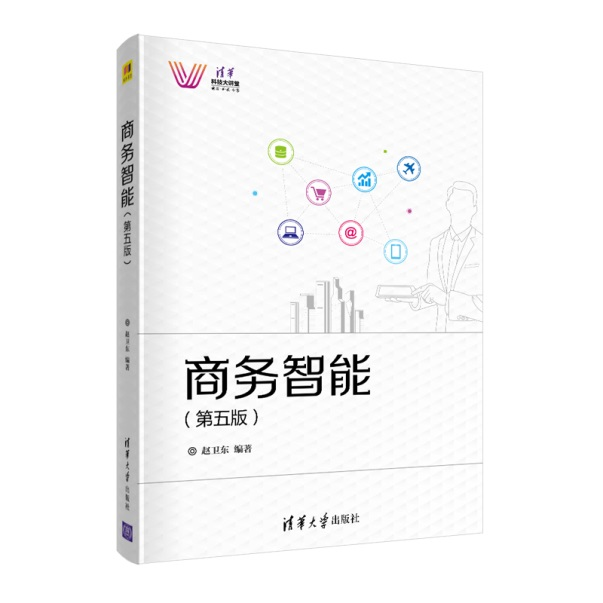 清华
科技大讲堂
商务智能
（第五版）
◎ 赵卫东 编著
清华大学出版社
商务智能（第五版）
◎ 赵卫东 编著
清华大学出版社
@